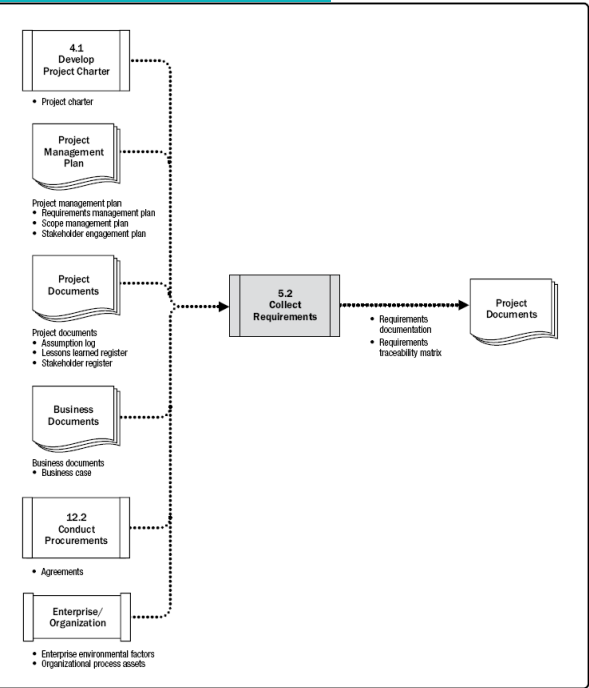 4.1
Develop
Project Charter
• Project charter
Project
Management
Plan
Project management plan
• Requirements management plan
• Scope management plan
• Stakeholder engagement plan
Project
Documents
Project documents
• Assumption log
• Lessons learned register
• Stakeholder register
Business
Documents
Business documents
• Business case
12.2
Conduct
Procurements
• Agreements
Enterprise/
Organization
• Enterprise environmental factors
• Organizational process assets
5.2
Collect
Requirements
• Requirements
documentation
• Requirements
traceability matrix
Project
Documents